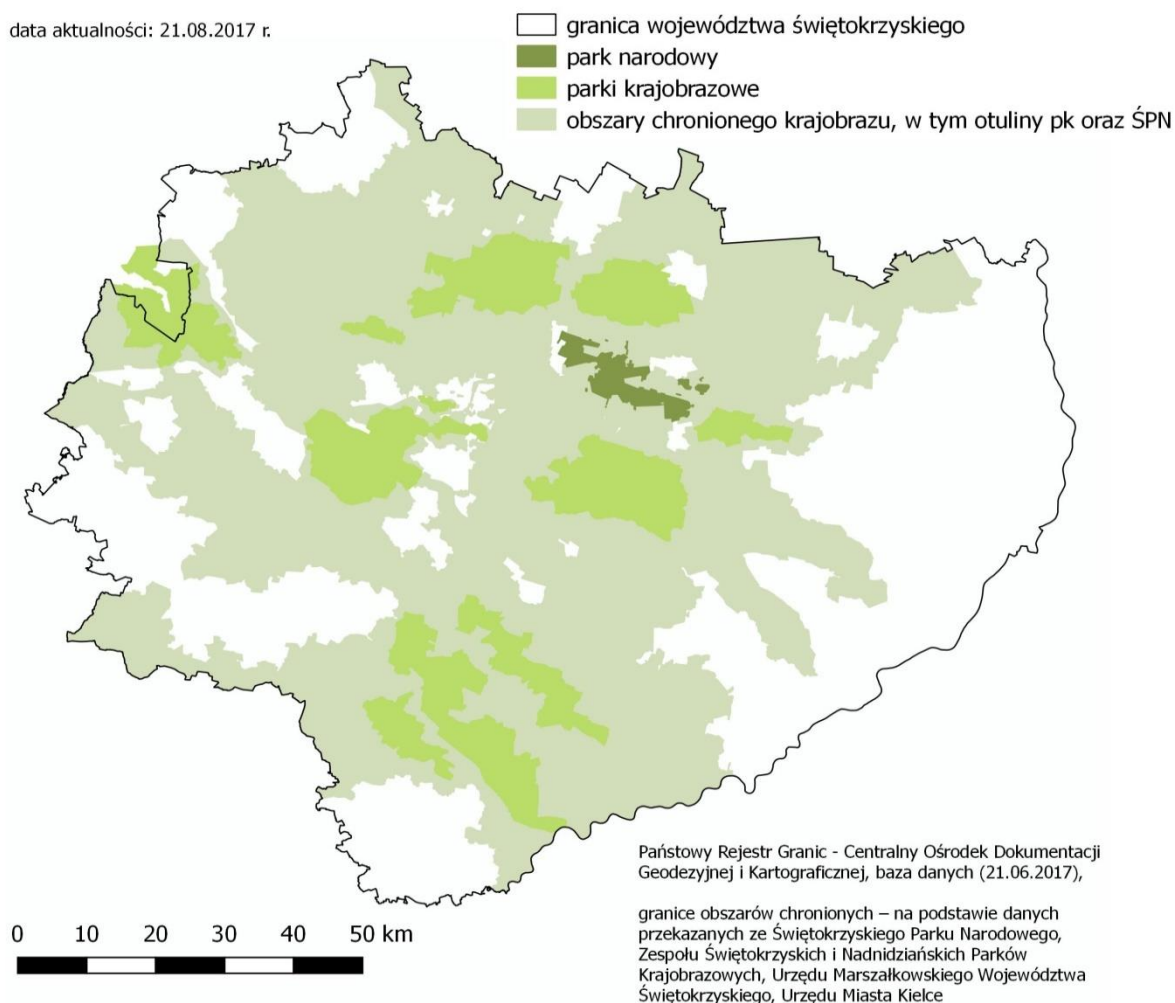 data aktualności: 21.08.2017 r.
granica województwa świętokrzyskiego
park narodowy
parki krajobrazowe
obszary chronionego krajobrazu, w tym otuliny pk oraz ŚPN
0 10 20 30 40 50 km
Państowy Rejestr Granic - Centralny Ośrodek Dokumentacji
Geodezyjnej i Kartograficznej, baza danych (21.06.2017),
granice obszarów chronionych – na podstawie danych
przekazanych ze Świętokrzyskiego Parku Narodowego,
Zespołu Świętokrzyskich i Nadnidziańskich Parków
Krajobrazowych, Urzędu Marszałkowskiego Województwa
Świętokrzyskiego, Urzędu Miasta Kielce